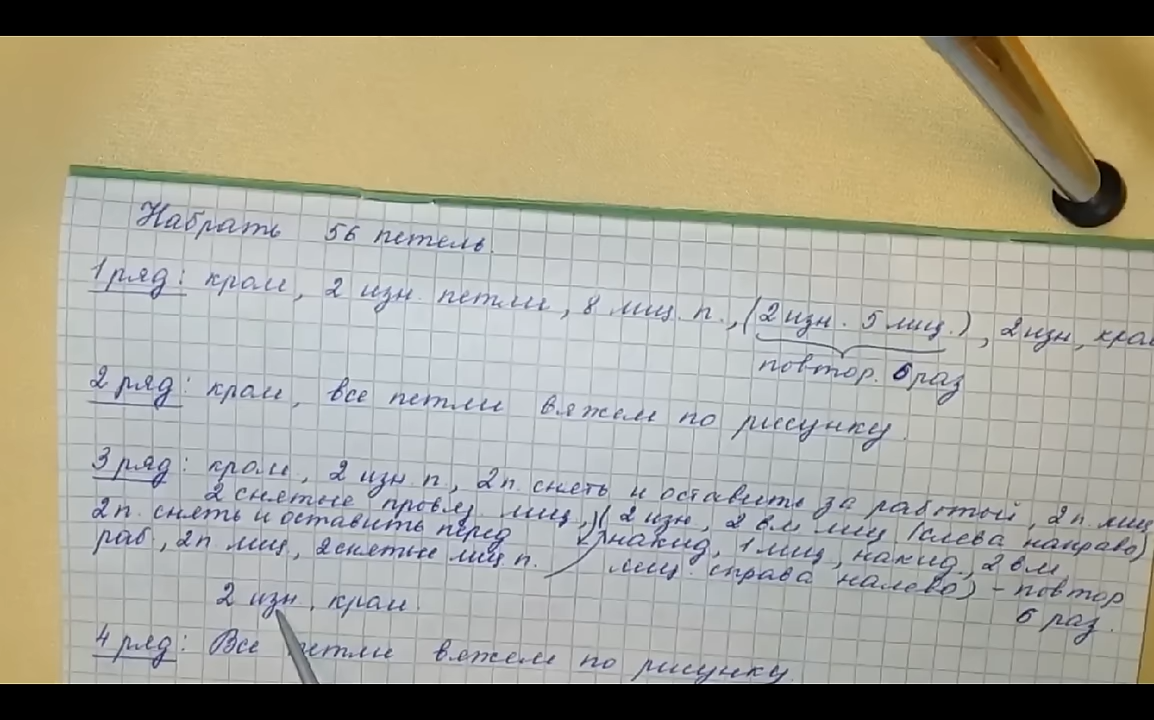 Набрать 56 петель.
1 ряд: кром, 2 изн. петли, 8 лиц. п., (2 изн. 5 лиц.), 2 изн, кром
повтор. 6 раз
2 ряд: кром, все петли вяжем по рисунку.
3 ряд: кром, 2 изн. п, 2п. снять и оставить за работой, 2п. лиц
2 снятые провяз. лиц, (2 изн, 2 вм. лиц (слева направо)
2п. снять и оставить перед накид, 1 лиц, накид, 2 вм
раб, 2п. лиц, 2 снятые лиц п. лиц. справа налево) - повтор
6 раз.
2 изн, кром.
4 ряд: Все петли вяжем по рисунку.